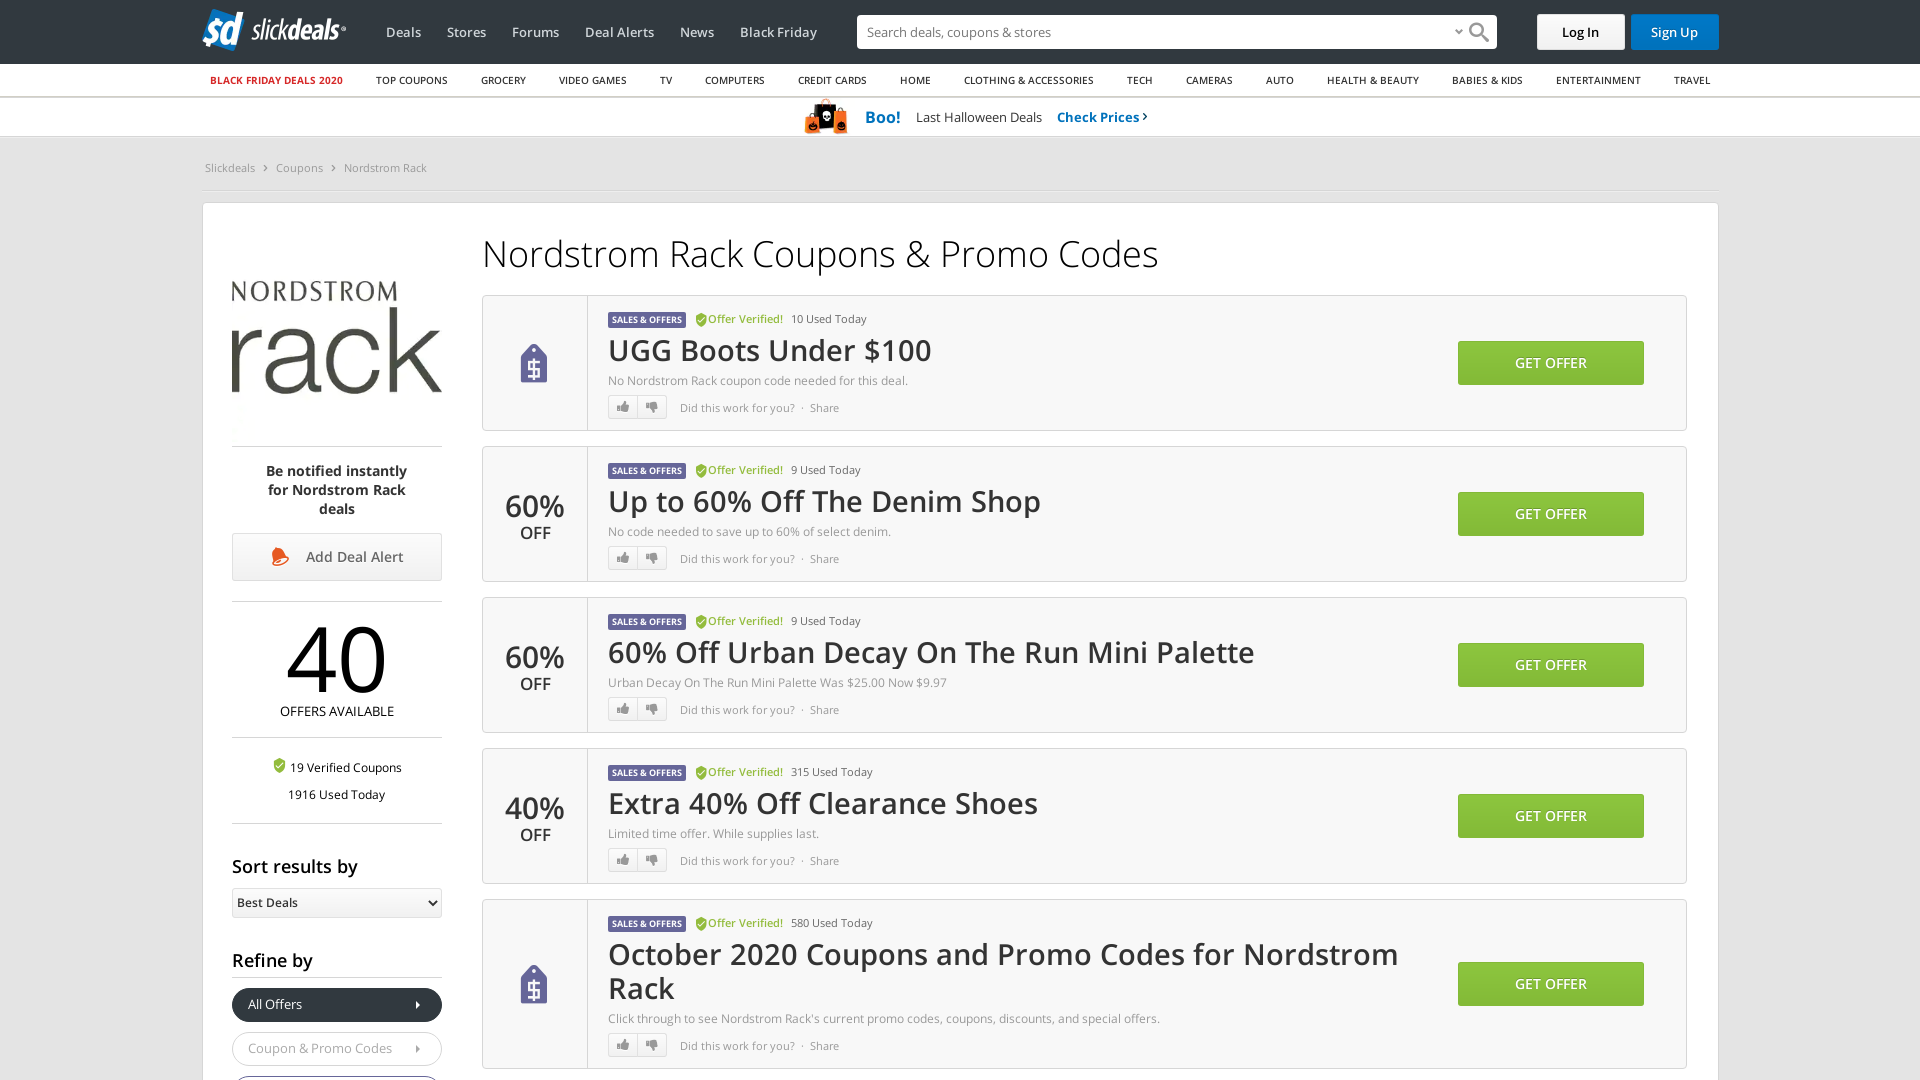 sd slickdeals
Deals
Stores
Forums
Deal Alerts
News
Black Friday
Search deals, coupons & stores
Log In
Sign Up
BLACK FRIDAY DEALS 2020
TOP COUPONS
GROCERY
VIDEO GAMES
TV
COMPUTERS
CREDIT CARDS
HOME
CLOTHING & ACCESSORIES
TECH
CAMERAS
AUTO
HEALTH & BEAUTY
BABIES & KIDS
ENTERTAINMENT
TRAVEL
Boo! Last Halloween Deals Check Prices
Slickdeals > Coupons > Nordstrom Rack
NORDSTROM
rack
Be notified instantly
for Nordstrom Rack
deals
Add Deal Alert
40
OFFERS AVAILABLE
19 Verified Coupons
1916 Used Today
Sort results by
Best Deals
Refine by
All Offers
Coupon & Promo Codes
Nordstrom Rack Coupons & Promo Codes
SALES & OFFERS Offer Verified! 10 Used Today
UGG Boots Under $100
No Nordstrom Rack coupon code needed for this deal.
Did this work for you? · Share
GET OFFER
60%
OFF
SALES & OFFERS Offer Verified! 9 Used Today
Up to 60% Off The Denim Shop
No code needed to save up to 60% of select denim.
Did this work for you? · Share
GET OFFER
60%
OFF
SALES & OFFERS Offer Verified! 9 Used Today
60% Off Urban Decay On The Run Mini Palette
Urban Decay On The Run Mini Palette Was $25.00 Now $9.97
Did this work for you? · Share
GET OFFER
40%
OFF
SALES & OFFERS Offer Verified! 315 Used Today
Extra 40% Off Clearance Shoes
Limited time offer. While supplies last.
Did this work for you? · Share
GET OFFER
SALES & OFFERS Offer Verified! 580 Used Today
October 2020 Coupons and Promo Codes for Nordstrom
Rack
Click through to see Nordstrom Rack's current promo codes, coupons, discounts, and special offers.
Did this work for you? · Share
GET OFFER